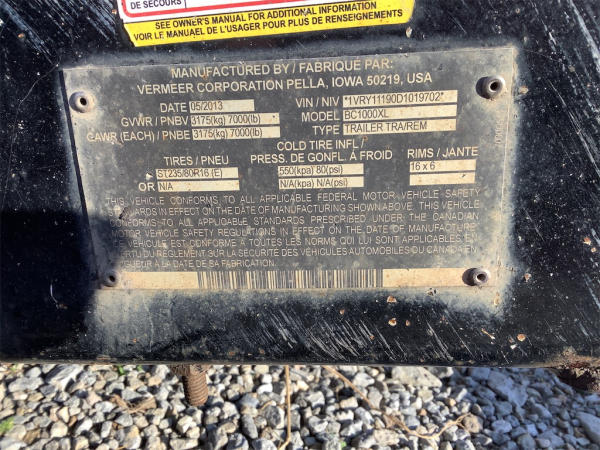 DE SÉCOURS
SEE OWNER'S MANUAL FOR ADDITIONAL INFORMATION
VOIR LE MANUAEL DE L'USAGER POUR PLUS DE RENSEIGNEMENTS
MANUFACTURED BY / FABRIQUÉ PAR:
VERMEER CORPORATION PELLA, IOWA 50219, USA
DATE 05/2013 VIN / NIV *1VRY11190D1019702*
GVWR / PNBV 3175(kg) 7000(lb) MODEL BC1000XL
GAWR (EACH) / PNBE 3175(kg) 7000(lb) TYPE TRAILER TRA/REM
COLD TIRE INFL /
TIRES / PNEU PRESS. DE GONFL. À FROID RIMS / JANTE
ST235/80R16 (E) 550(kpa) 80(psi) 16 x 6
OR N/A N/A(kpa) N/A(psi)
THIS VEHICLE CONFORMS TO ALL APPLICABLE FEDERAL MOTOR VEHICLE SAFETY
STANDARDS IN EFFECT ON THE DATE OF MANUFACTURING SHOWN ABOVE. THIS VEHICLE
CONFORMS TO ALL APPLICABLE STANDARDS PRESCRIBED UNDER THE CANADIAN
MOTOR VEHICLE SAFETY REGULATIONS IN EFFECT ON THE DATE OF MANUFACTURE
VÉHICULE EST CONFORME À TOUTES LES NORMS QUI LUI SONT APPLICABLES EN
VERTU DU RÈGLEMENT SUR LA SÉCURITÉ DES VÉHICULES AUTOMOBILES DU CANADA EN
VIGUEUR À LA DATE DE SA FABRICATION.